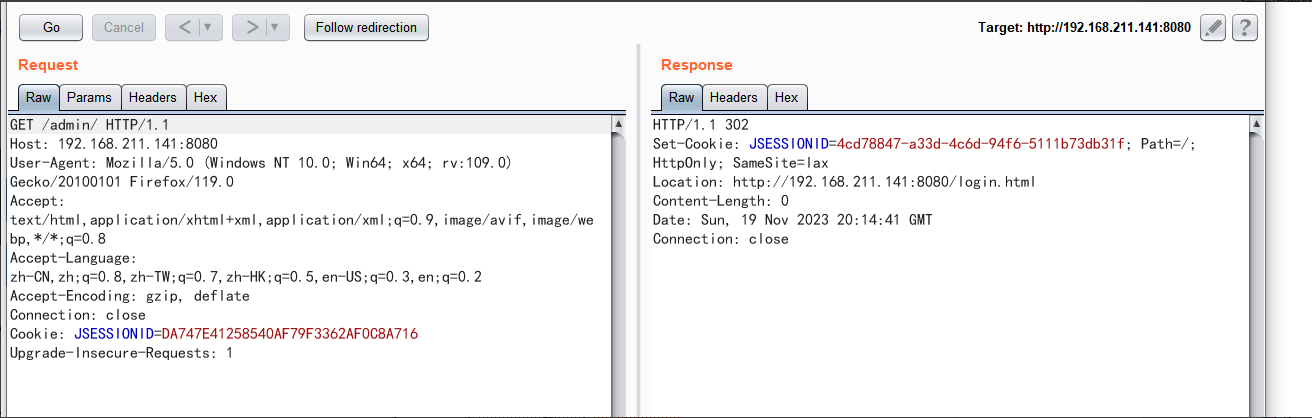 Go Cancel < > Follow redirection Target: http://192.168.211.141:8080 ?
Request
Raw Params Headers Hex
GET /admin/ HTTP/1.1
Host: 192.168.211.141:8080
User-Agent: Mozilla/5.0 (Windows NT 10.0; Win64; x64; rv:109.0)
Gecko/20100101 Firefox/119.0
Accept:
text/html,application/xhtml+xml,application/xml;q=0.9,image/avif,image/we
bp,*/*;q=0.8
Accept-Language:
zh-CN,zh;q=0.8,zh-TW;q=0.7,zh-HK;q=0.5,en-US;q=0.3,en;q=0.2
Accept-Encoding: gzip, deflate
Connection: close
Cookie: JSESSIONID=DA747E41258540AF79F3362AF0C8A716
Upgrade-Insecure-Requests: 1
Response
Raw Headers Hex
HTTP/1.1 302
Set-Cookie: JSESSIONID=4cd78847-a33d-4c6d-94f6-5111b73db31f; Path=/;
HttpOnly; SameSite=lax
Location: http://192.168.211.141:8080/login.html
Content-Length: 0
Date: Sun, 19 Nov 2023 20:14:41 GMT
Connection: close